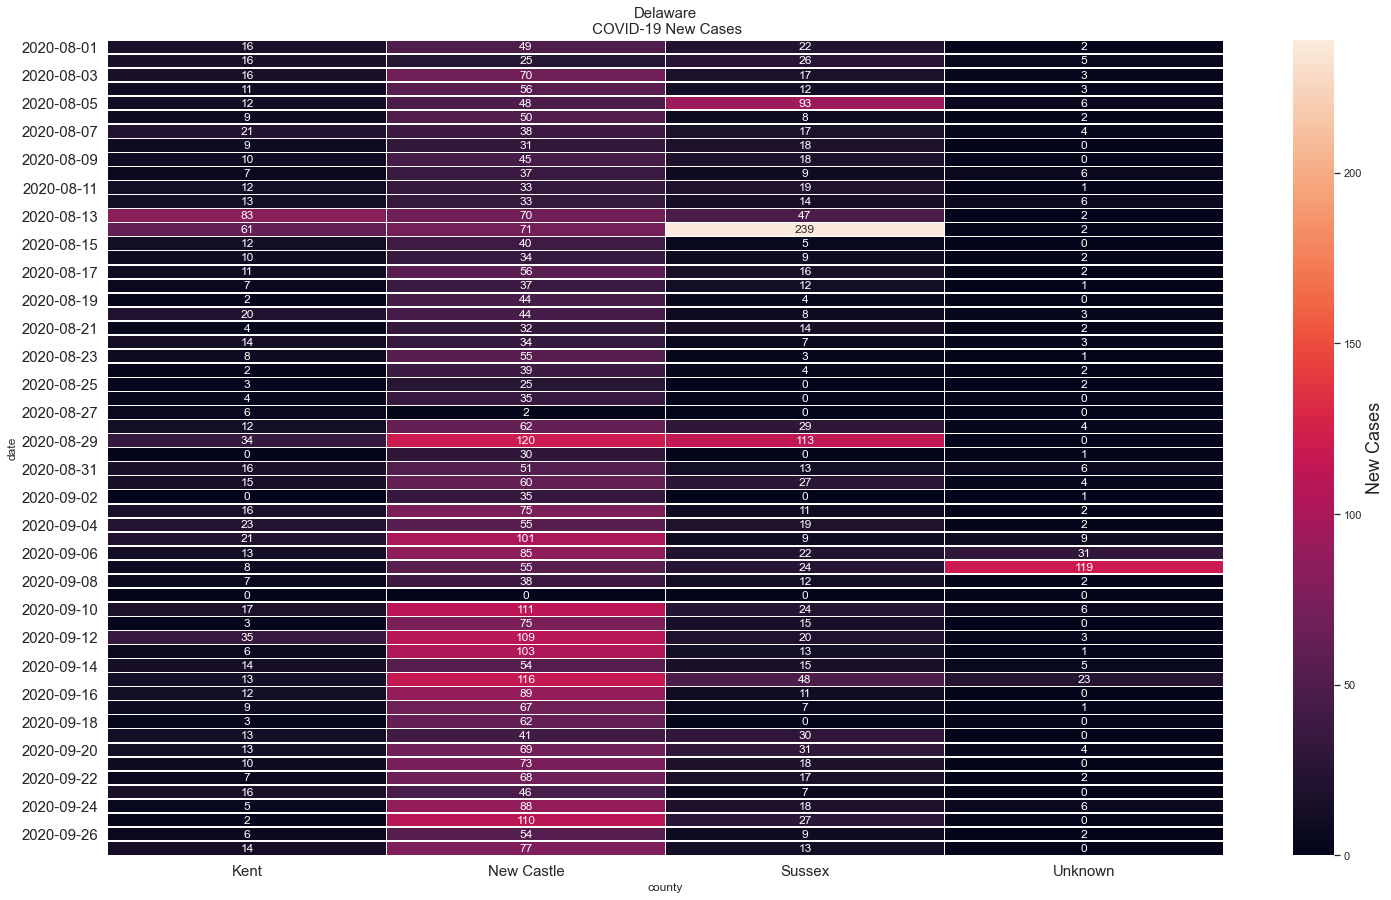 Delaware
COVID-19 New Cases
2020-08-01 16 49 22 2
16 25 26 5
2020-08-03 16 70 17 3
11 56 12 3
2020-08-05 12 48 93 6
9 50 8 2
2020-08-07 21 38 17 4
9 31 18 0
2020-08-09 10 45 18 0
7 37 9 6
2020-08-11 12 33 19 1
13 33 14 6
2020-08-13 83 70 47 2
61 71 239 2
2020-08-15 12 40 5 0
10 34 9 2
2020-08-17 11 56 16 2
7 37 12 1
2020-08-19 2 44 4 0
20 44 8 3
2020-08-21 4 32 14 2
14 34 7 3
2020-08-23 8 55 3 1
2 39 4 2
2020-08-25 3 25 0 2
4 35 0 0
2020-08-27 6 2 0 0
12 62 29 4
2020-08-29 34 120 113 0
0 30 0 1
2020-08-31 16 51 13 6
15 60 27 4
2020-09-02 0 35 0 1
16 75 11 2
2020-09-04 23 55 19 2
21 101 9 9
2020-09-06 13 85 22 31
8 55 24 119
2020-09-08 7 38 12 2
0 0 0 0
2020-09-10 17 111 24 6
3 75 15 0
2020-09-12 35 109 20 3
6 103 13 1
2020-09-14 14 54 15 5
13 116 48 23
2020-09-16 12 89 11 0
9 67 7 1
2020-09-18 3 62 0 0
13 41 30 0
2020-09-20 13 69 31 4
10 73 18 0
2020-09-22 7 68 17 2
16 46 7 0
2020-09-24 5 88 18 6
2 110 27 0
2020-09-26 6 54 9 2
14 77 13 0
Kent New Castle Sussex Unknown
county
date
200
150
100
50
0
New Cases